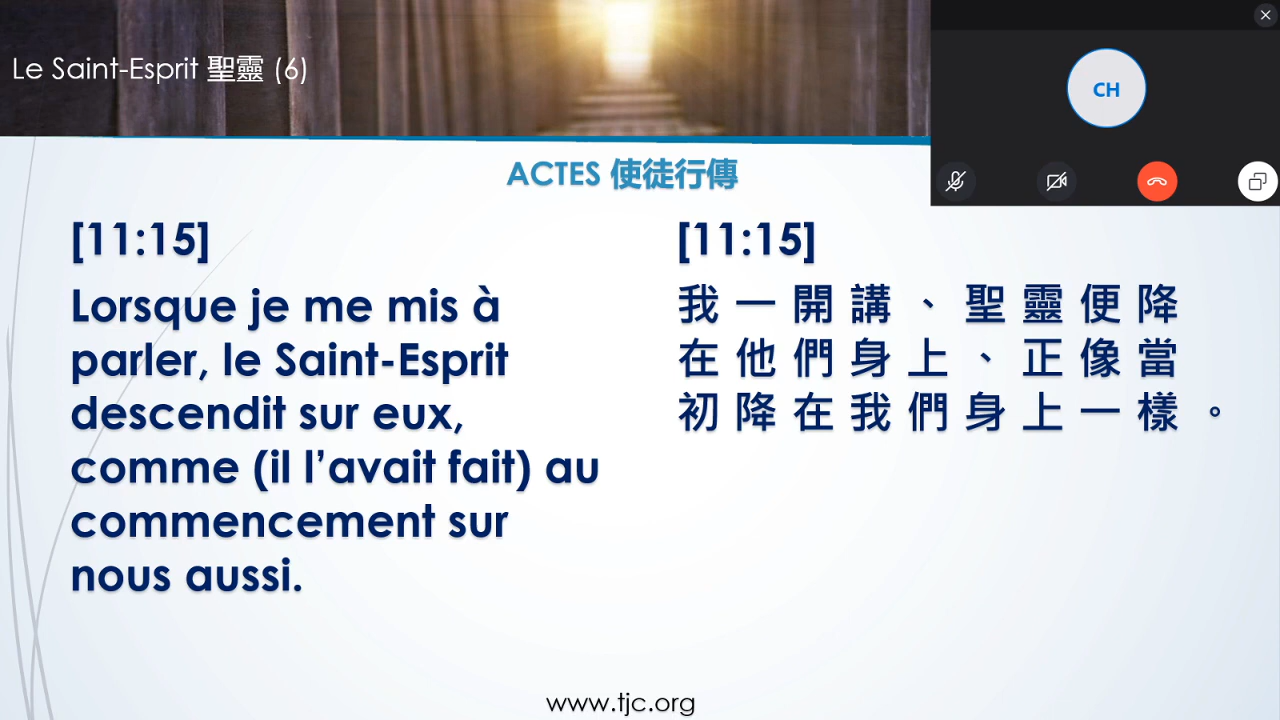 Le Saint-Esprit 聖靈 (6)
CH
ACTES 使徒行傳
[11:15]
Lorsque je me mis à
parler, le Saint-Esprit
descendit sur eux,
comme (il l’avait fait) au
commencement sur
nous aussi.
[11:15]
我一開講、聖靈便降
在他們身上、正像當
初降在我們身上一樣。
www.tjc.org